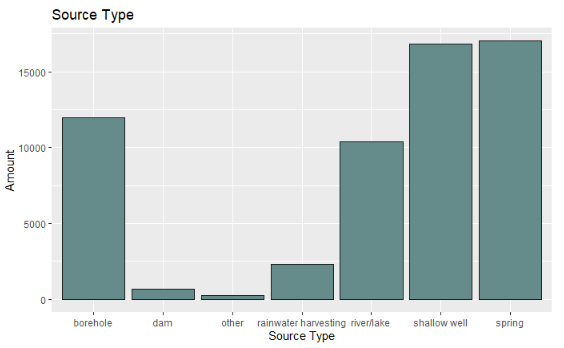 Source Type
Amount
15000
10000
5000
0
borehole dam other rainwater harvesting river/lake shallow well spring
Source Type